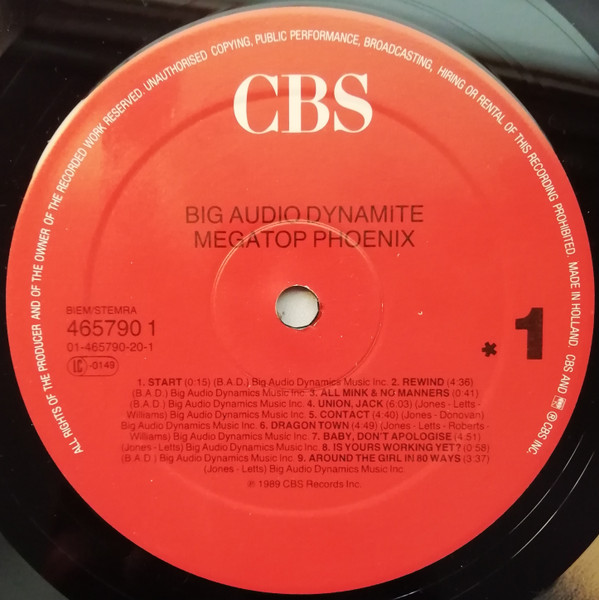 ALL RIGHTS OF THE PRODUCER AND OF THE OWNER OF THE RECORDED WORK RESERVED. UNAUTHORISED COPYING, PUBLIC PERFORMANCE, BROADCASTING, HIRING OR RENTAL OF THIS RECORDING PROHIBITED. MADE IN HOLLAND. CBS AND ℗ CBS INC.
CBS
BIG AUDIO DYNAMITE
MEGATOP PHOENIX
BIEM/STEMRA
465790 1
01-465790-20-1
LC-0149
* 1
1. START (0:15) (B.A.D.) Big Audio Dynamics Music Inc. 2. REWIND (4:36)
(B.A.D.) Big Audio Dynamics Music Inc. 3. ALL MINK & NO MANNERS (0:41)
(B.A.D.) Big Audio Dynamics Music Inc. 4. UNION, JACK (6:03) (Jones - Letts -
Williams) Big Audio Dynamics Music Inc. 5. CONTACT (4:40) (Jones - Donovan)
Big Audio Dynamics Music Inc. 6. DRAGON TOWN (4:49) (Jones - Letts - Roberts -
Williams) Big Audio Dynamics Music Inc. 7. BABY, DON'T APOLOGISE (4:51)
(Jones - Letts) Big Audio Dynamics Music Inc. 8. IS YOURS WORKING YET? (0:58)
(B.A.D.) Big Audio Dynamics Music Inc. 9. AROUND THE GIRL IN 80 WAYS (3:37)
(Jones - Letts) Big Audio Dynamics Music Inc
℗ 1989 CBS Records Inc.